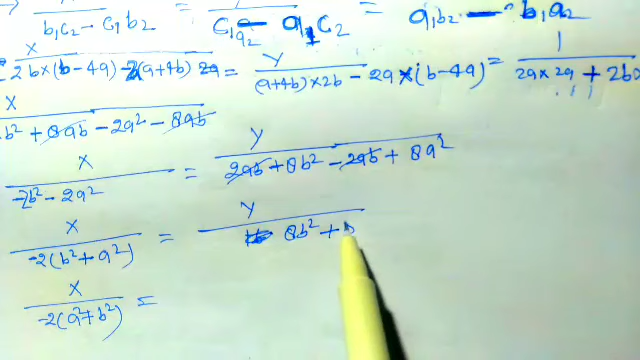 b₁c₂ - c₁b₂ = c₁a₂ - a₁c₂ = a₁b₂ - b₁a₂
x / 2b×(b-4a) - 2(a+4b) 2a = y / (a+4b)×2b - 2a×(b-4a) = 1 / 2a×2a + 2b
x / b² + 8ab - 2a² - 8ab
x / -2b² - 2a² = y / 2ab + 8b² - 2ab + 8a²
x / -2(b² + a²) = y / 8b² +
x / -2(a² + b²) =